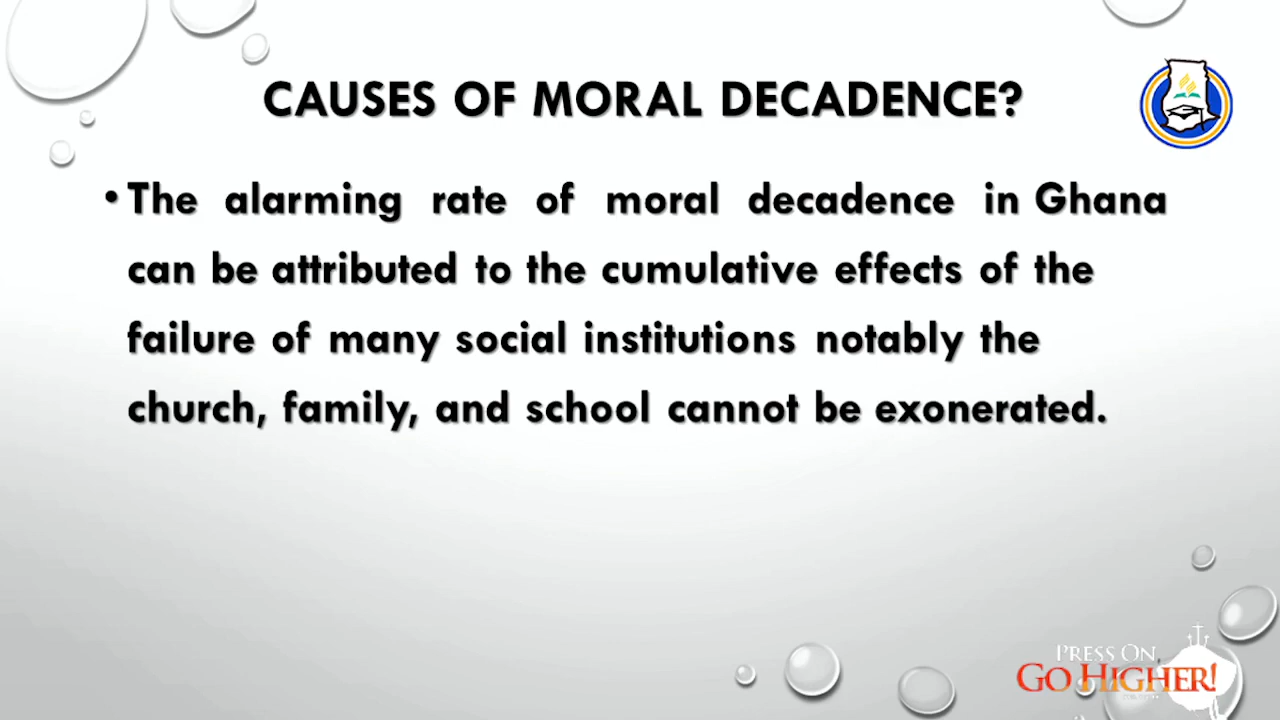 CAUSES OF MORAL DECADENCE?
• The alarming rate of moral decadence in Ghana
can be attributed to the cumulative effects of the
failure of many social institutions notably the
church, family, and school cannot be exonerated.
PRESS ON,
GO HIGHER!